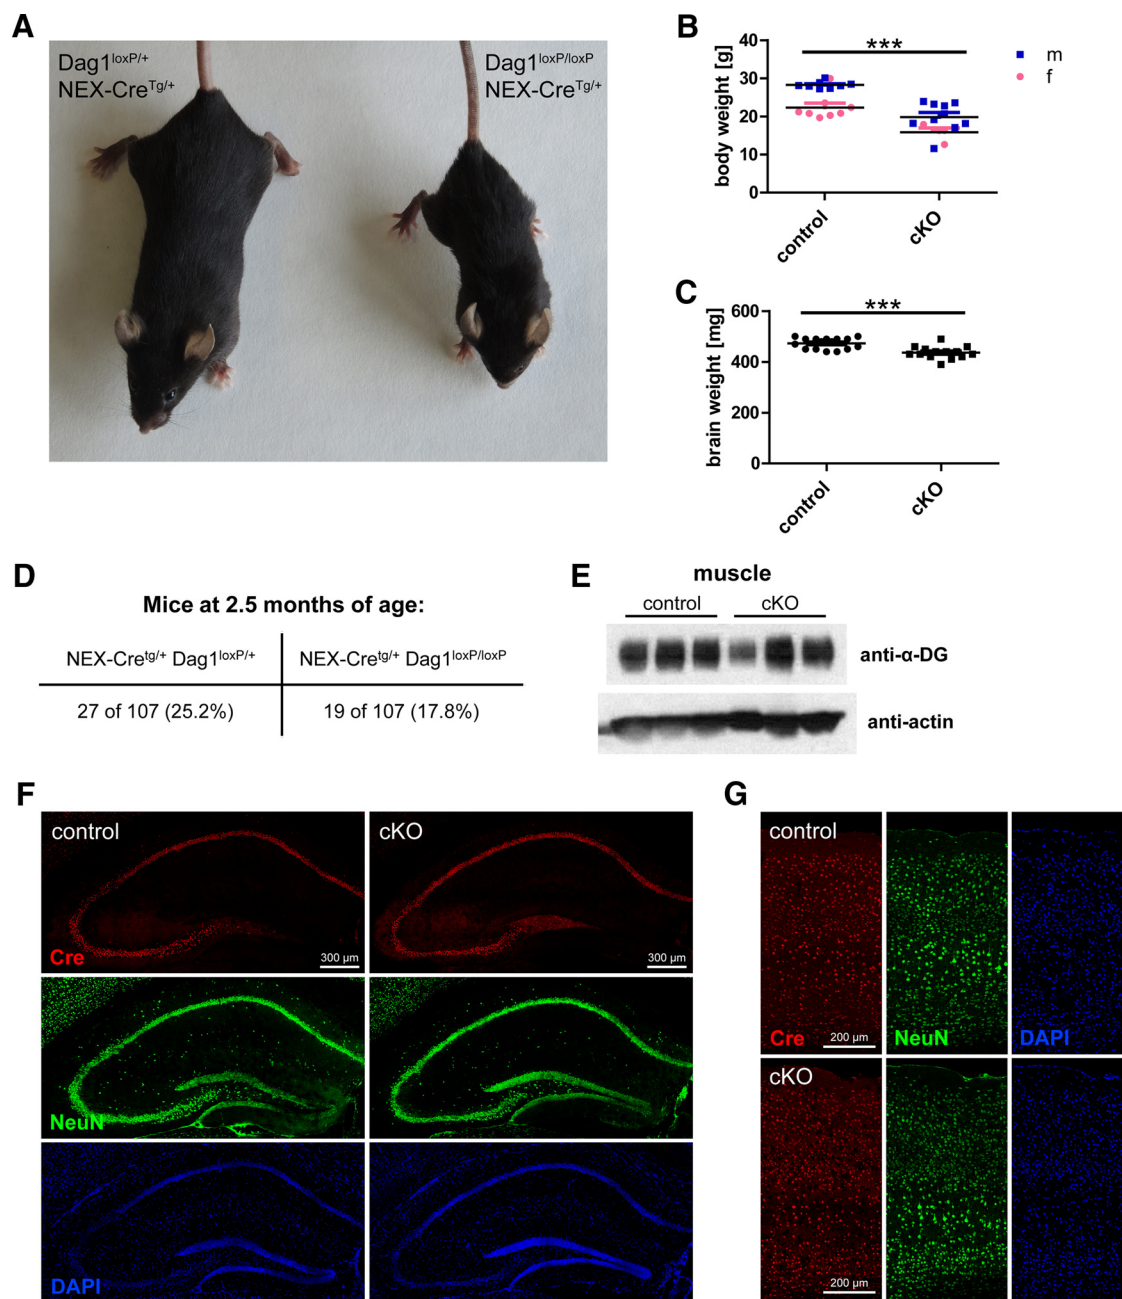 A
Dag1loxP/+
NEX-CreTg/+
Dag1loxP/loxP
NEX-CreTg/+
B
***
body weight [g]
40
30
20
10
0
control
cKO
m
f
C
***
brain weight [mg]
600
400
200
0
control
cKO
D
Mice at 2.5 months of age:
NEX-Cretg/+ Dag1loxP/+
NEX-Cretg/+ Dag1loxP/loxP
27 of 107 (25.2%)
19 of 107 (17.8%)
E
muscle
control
cKO
anti-α-DG
anti-actin
F
control
cKO
Cre
300 µm
300 µm
NeuN
DAPI
G
control
Cre
200 µm
NeuN
DAPI
cKO
200 µm